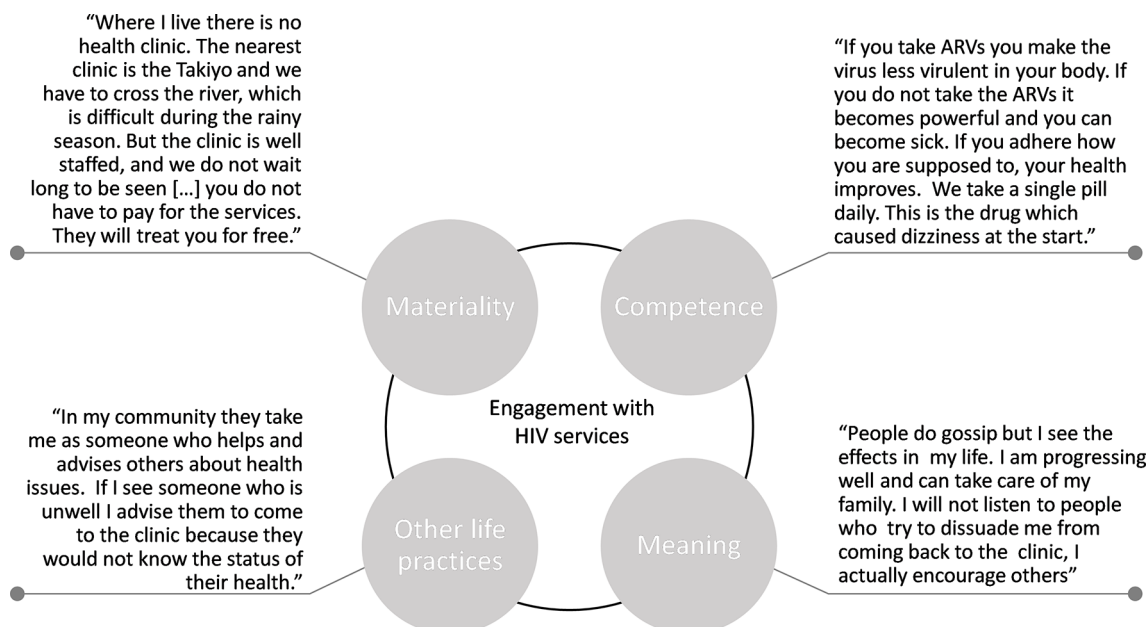 “Where I live there is no
health clinic. The nearest
clinic is the Takiyo and we
have to cross the river, which
is difficult during the rainy
season. But the clinic is well
staffed, and we do not wait
long to be seen […] you do not
have to pay for the services.
They will treat you for free.”
“If you take ARVs you make the
virus less virulent in your body. If
you do not take the ARVs it
becomes powerful and you can
become sick. If you adhere how
you are supposed to, your health
improves.  We take a single pill
daily. This is the drug which
caused dizziness at the start.”
Materiality
Competence
Engagement with
HIV services
“In my community they take
me as someone who helps and
advises others about health
issues.  If I see someone who is
unwell I advise them to come
to the clinic because they
would not know the status of
their health.”
Other life
practices
Meaning
“People do gossip but I see the
effects in  my life. I am progressing
well and can take care of my
family. I will not listen to people
who  try to dissuade me from
coming back to the  clinic, I
actually encourage others”